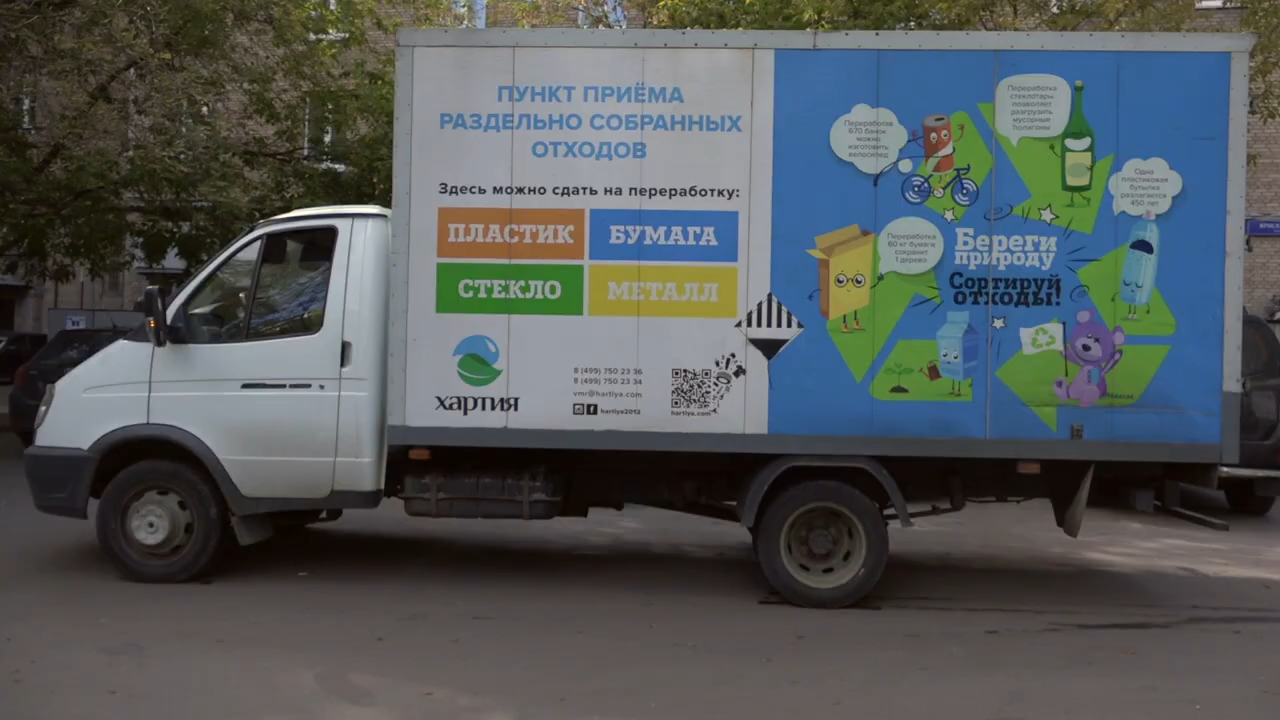 ПУНКТ ПРИЁМА
РАЗДЕЛЬНО СОБРАННЫХ
ОТХОДОВ
Здесь можно сдать на переработку:
ПЛАСТИК
БУМАГА
СТЕКЛО
МЕТАЛЛ
хартия
8 (499) 750 23 36
8 (499) 750 23 34
vmr@hartiya.com
hartiya2012
hartiya.com
Переработав
670 банок
можно
изготовить
велосипед
Переработка
стеклотары
позволяет
разгрузить
мусорные
полигоны
Одна
пластиковая
бутылка
разлагается
450 лет
Переработка
60 кг бумаги
сохранит
1 дерево
Береги
природу
Сортируй
отходы!